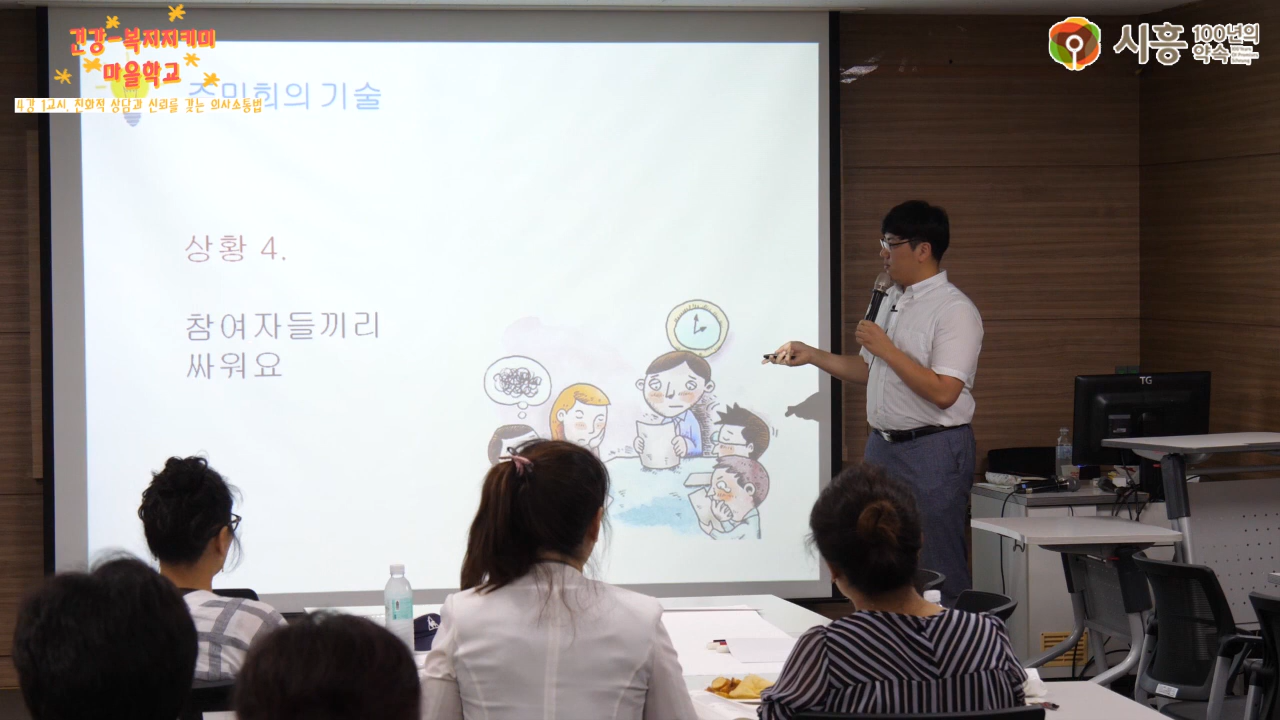 건강-복지지키미
마을학교
4강 1교시. 친화적 상담과 신뢰를 갖는 의사소통법
시흥 100년의
약속
주민회의 기술
상황 4.
참여자들끼리
싸워요
TG